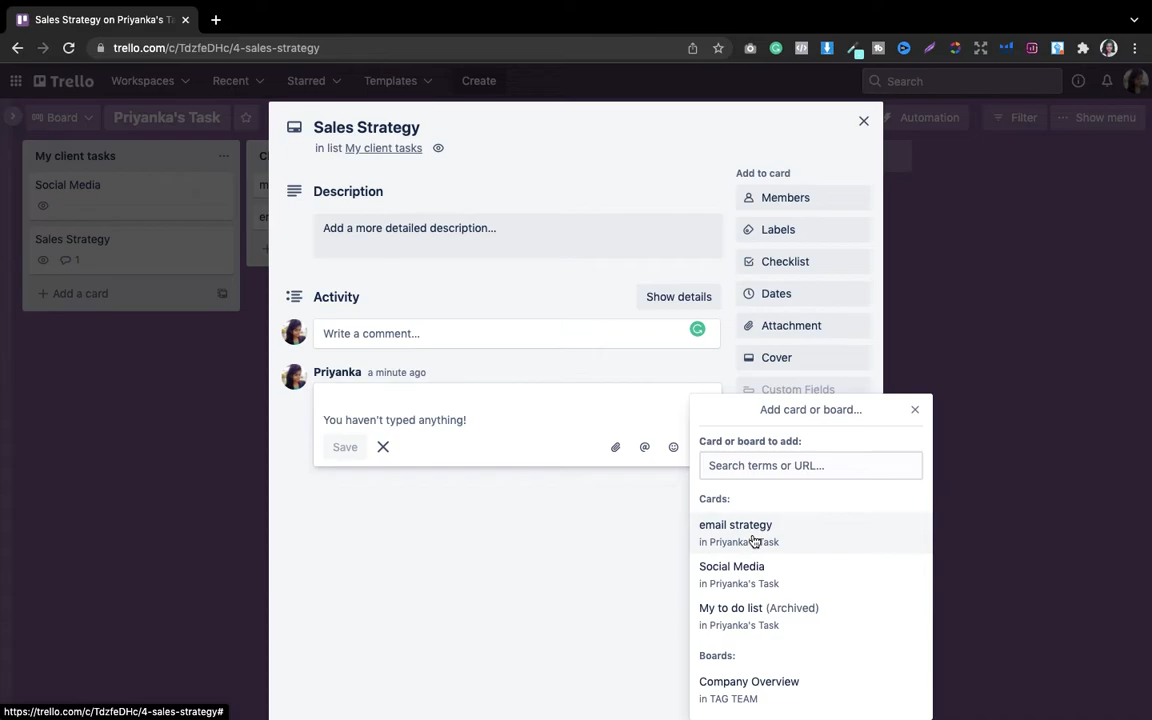 Sales Strategy on Priyanka's Ta
trello.com/c/TdzfeDHc/4-sales-strategy
Trello
Workspaces
Recent
Starred
Templates
Create
Search
Board
Priyanka's Task
Automation
Filter
Show menu
My client tasks
Social Media
Sales Strategy
1
Add a card
Sales Strategy
in list My client tasks
Description
Add a more detailed description...
Activity
Show details
Write a comment...
Priyanka a minute ago
You haven't typed anything!
Save
Add to card
Members
Labels
Checklist
Dates
Attachment
Cover
Custom Fields
Add card or board...
Card or board to add:
Search terms or URL...
Cards:
email strategy
in Priyanka's Task
Social Media
in Priyanka's Task
My to do list (Archived)
in Priyanka's Task
Boards:
Company Overview
in TAG TEAM
https://trello.com/c/TdzfeDHc/4-sales-strategy#